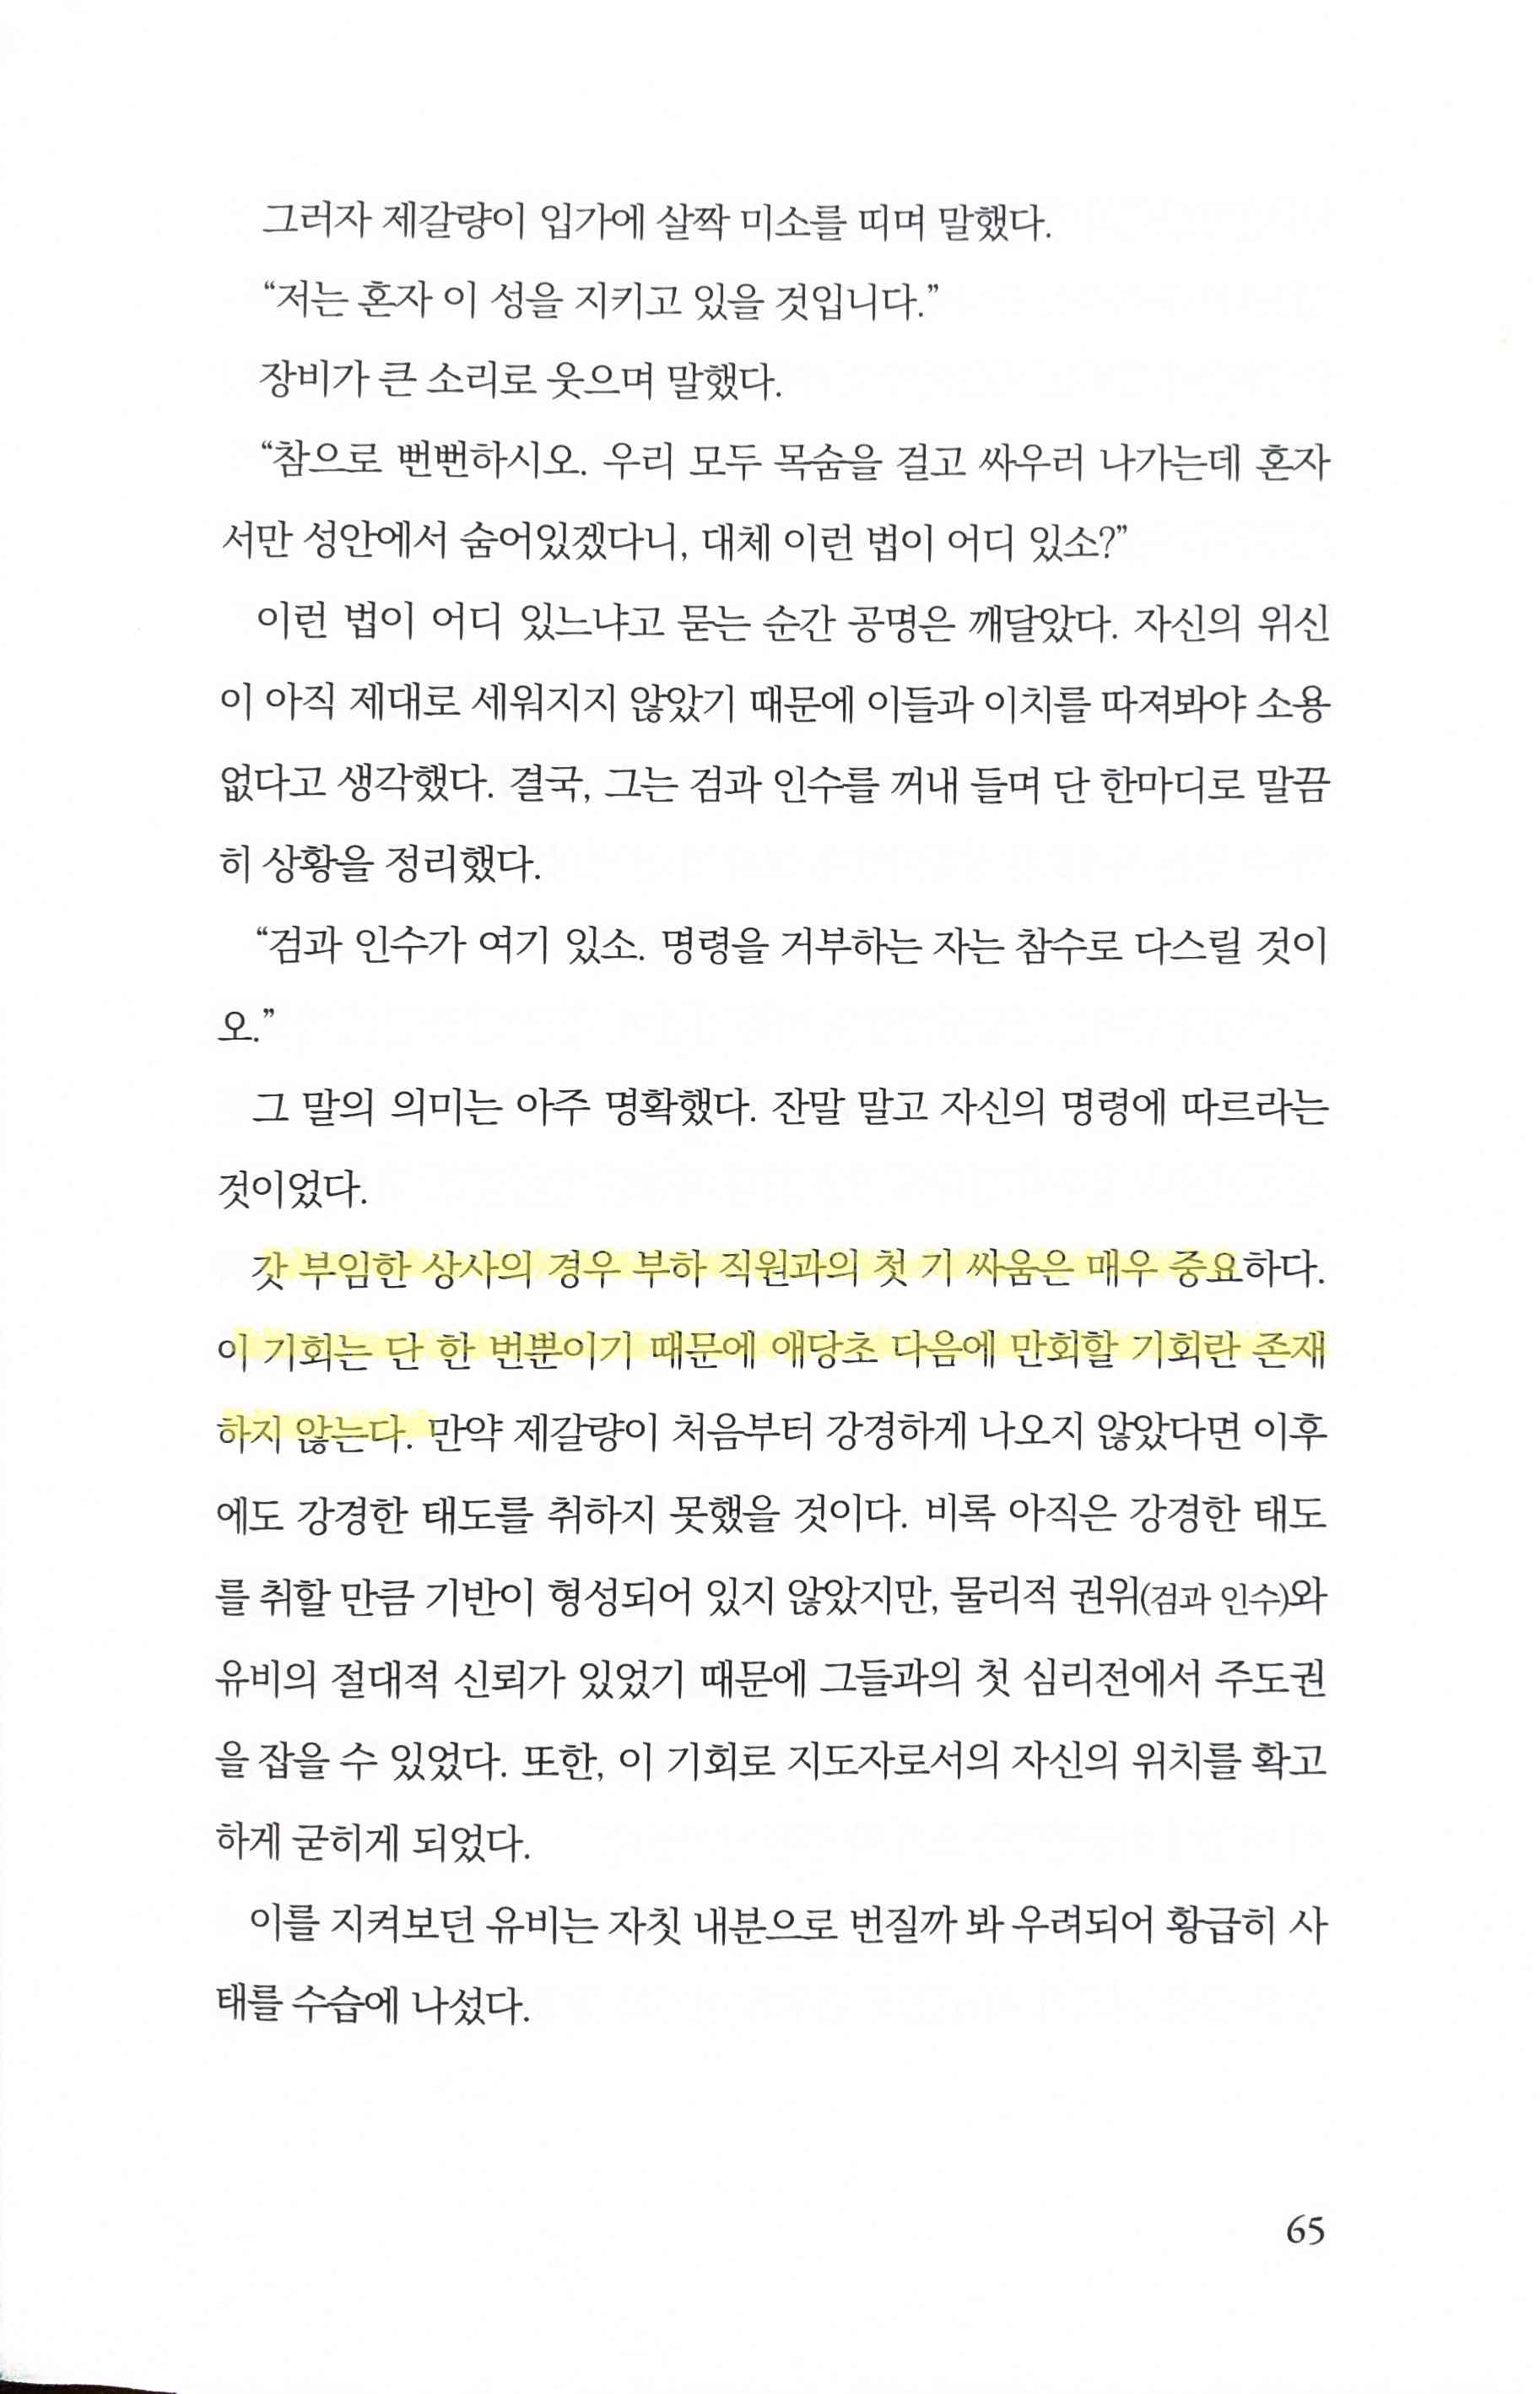 그러자 제갈량이 입가에 살짝 미소를 띠며 말했다.
“저는 혼자 이 성을 지키고 있을 것입니다.”
장비가 큰 소리로 웃으며 말했다.
“참으로 뻔뻔하시오. 우리 모두 목숨을 걸고 싸우러 나가는데 혼자
서만 성안에서 숨어있겠다니, 대체 이런 법이 어디 있소?”
이런 법이 어디 있느냐고 묻는 순간 공명은 깨달았다. 자신의 위신
이 아직 제대로 세워지지 않았기 때문에 이들과 이치를 따져봐야 소용
없다고 생각했다. 결국, 그는 검과 인수를 꺼내 들며 단 한마디로 말끔
히 상황을 정리했다.
“검과 인수가 여기 있소. 명령을 거부하는 자는 참수로 다스릴 것이
오.”
그 말의 의미는 아주 명확했다. 잔말 말고 자신의 명령에 따르라는
것이었다.
갓 부임한 상사의 경우 부하 직원과의 첫 기 싸움은 매우 중요하다.
이 기회는 단 한 번뿐이기 때문에 애당초 다음에 만회할 기회란 존재
하지 않는다. 만약 제갈량이 처음부터 강경하게 나오지 않았다면 이후
에도 강경한 태도를 취하지 못했을 것이다. 비록 아직은 강경한 태도
를 취할 만큼 기반이 형성되어 있지 않았지만, 물리적 권위(검과 인수)와
유비의 절대적 신뢰가 있었기 때문에 그들과의 첫 심리전에서 주도권
을 잡을 수 있었다. 또한, 이 기회로 지도자로서의 자신의 위치를 확고
하게 굳히게 되었다.
이를 지켜보던 유비는 자칫 내분으로 번질까 봐 우려되어 황급히 사
태를 수습에 나섰다.
65